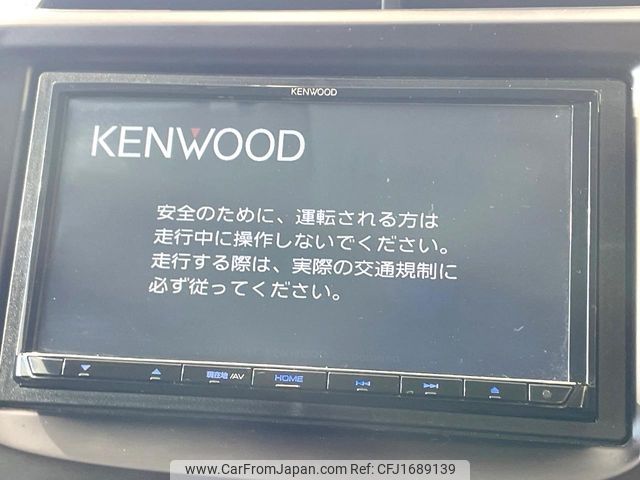 KENWOOD
KENWOOD
安全のために、運転される方は
走行中に操作しないでください。
走行する際は、実際の交通規制に
必ず従ってください。
現在地 /AV HOME
www.CarFromJapan.com Ref: CFJ1689139